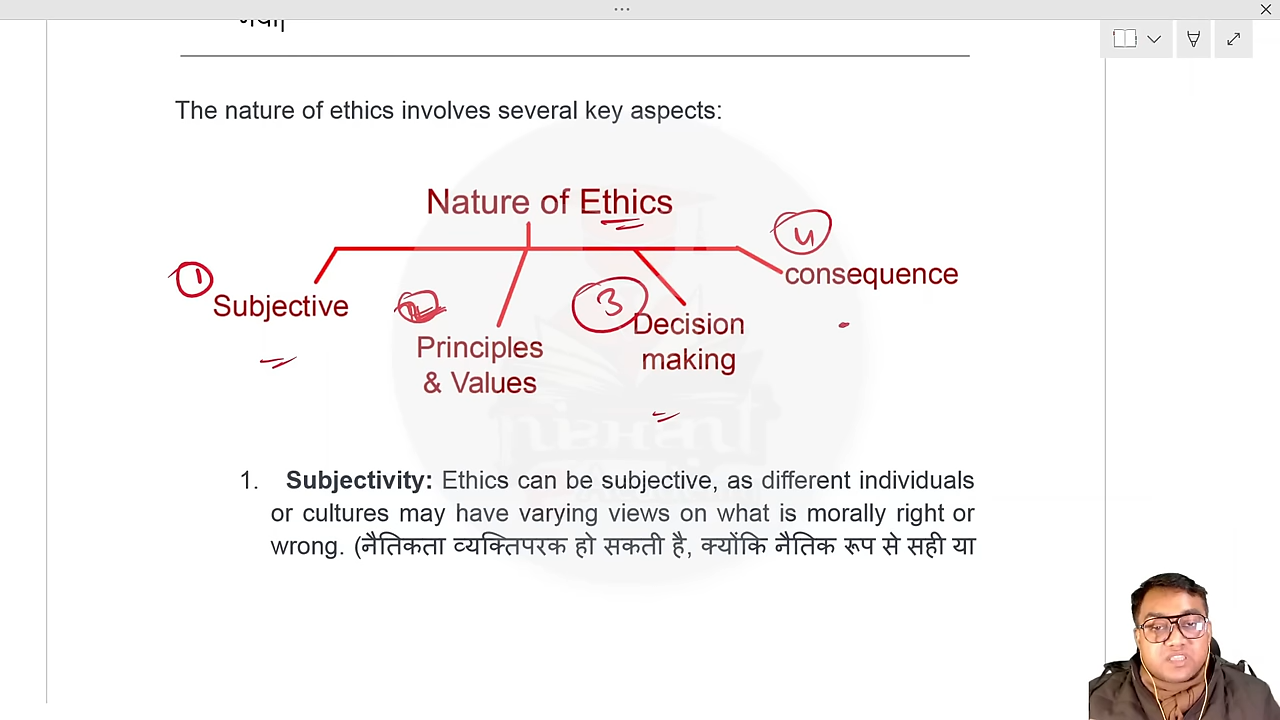 The nature of ethics involves several key aspects:
Nature of Ethics
1
Subjective
Principles
& Values
3
Decision
making
4
consequence
1. Subjectivity: Ethics can be subjective, as different individuals
or cultures may have varying views on what is morally right or
wrong. (नैतिकता व्यक्तिपरक हो सकती है, क्योंकि नैतिक रूप से सही या